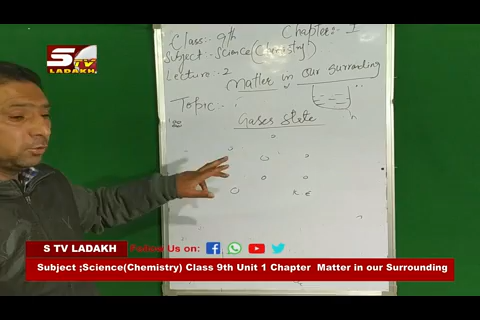 S TV
LADAKH
Class:- 9th Chapter:- 1
Subject:- Science(Chemistry)
Lecture:- 2
Matter in our Surrounding
Topic:-
Gases State
S TV LADAKH
Follow Us on:
Subject ;Science(Chemistry) Class 9th Unit 1 Chapter Matter in our Surrounding